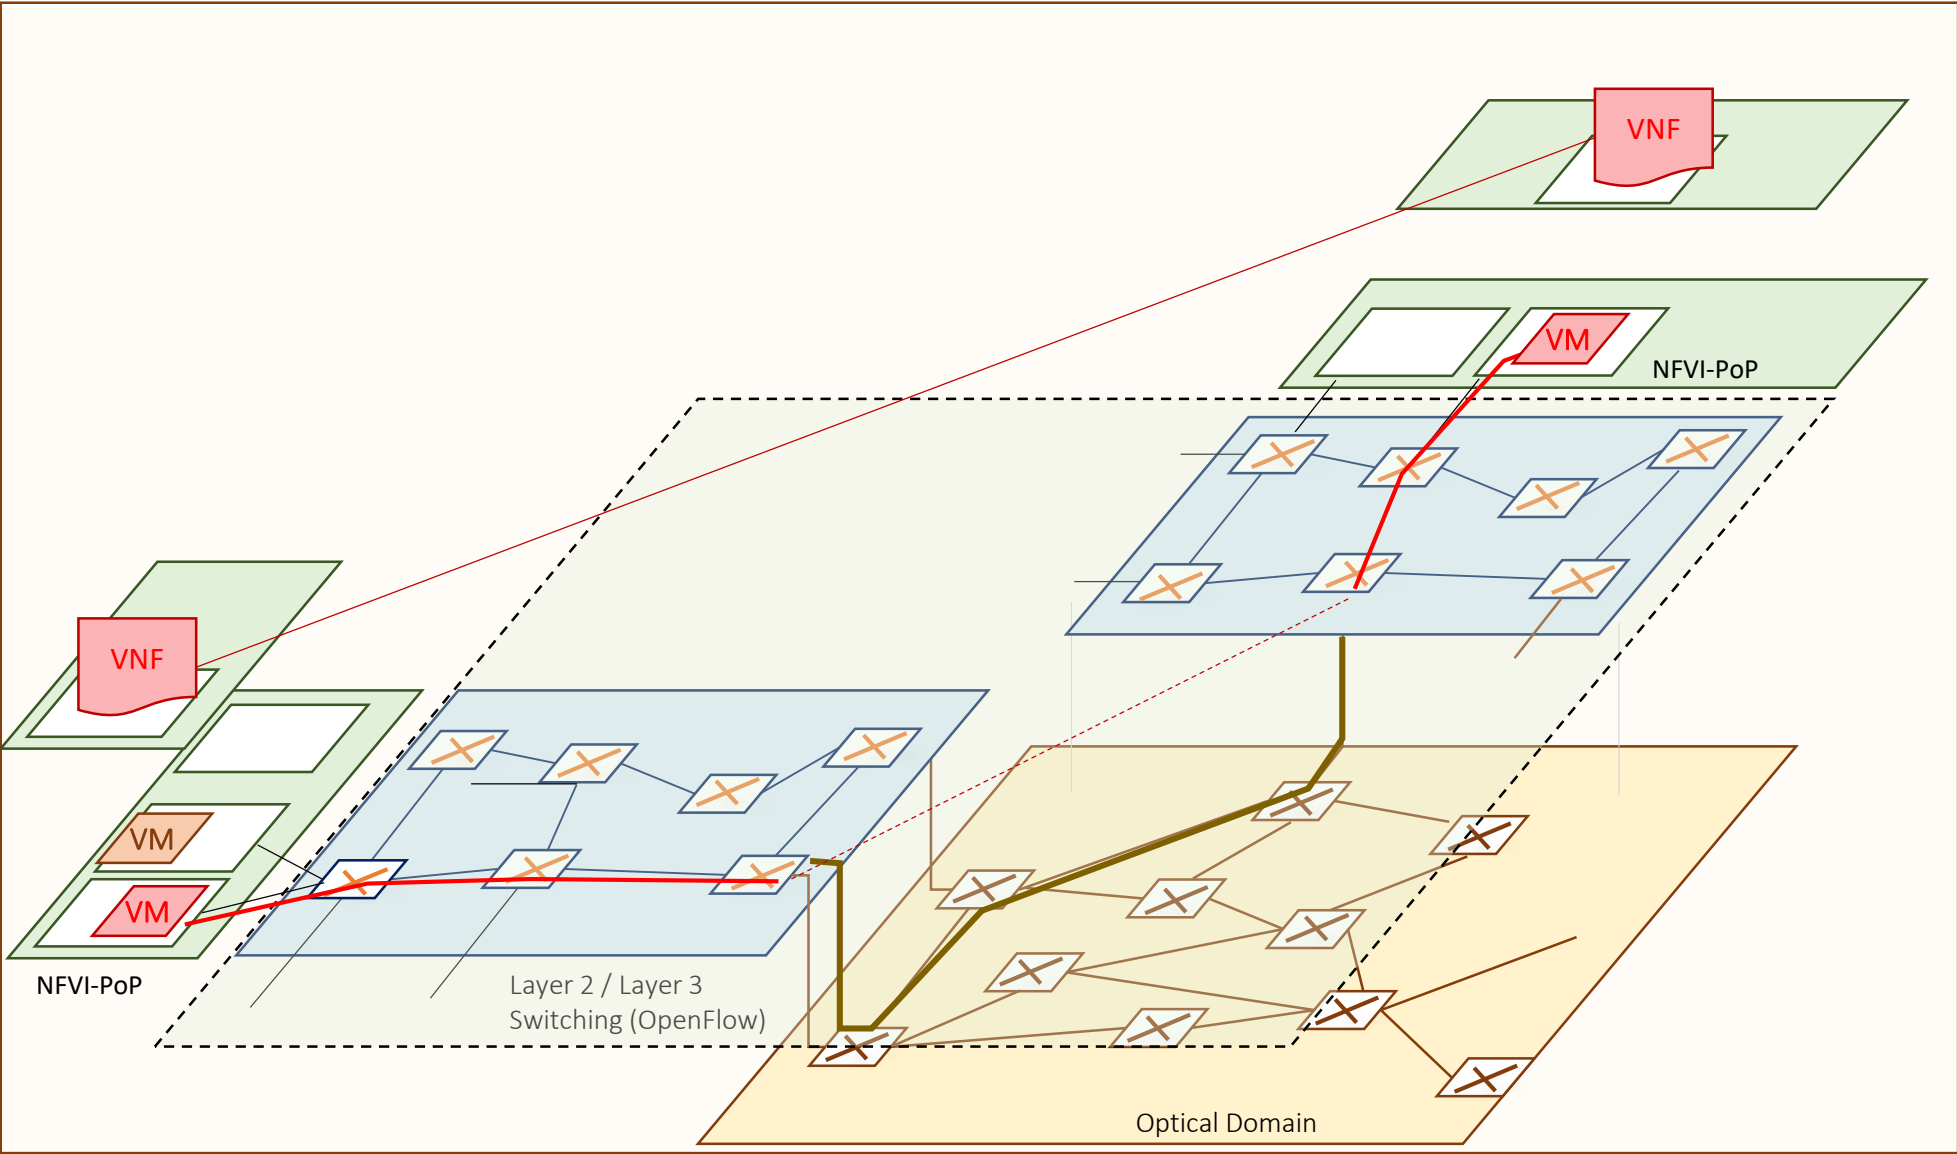 VNF
VM
NFVI-PoP
VNF
VM
VM
NFVI-PoP
Layer 2 / Layer 3
Switching (OpenFlow)
Optical Domain